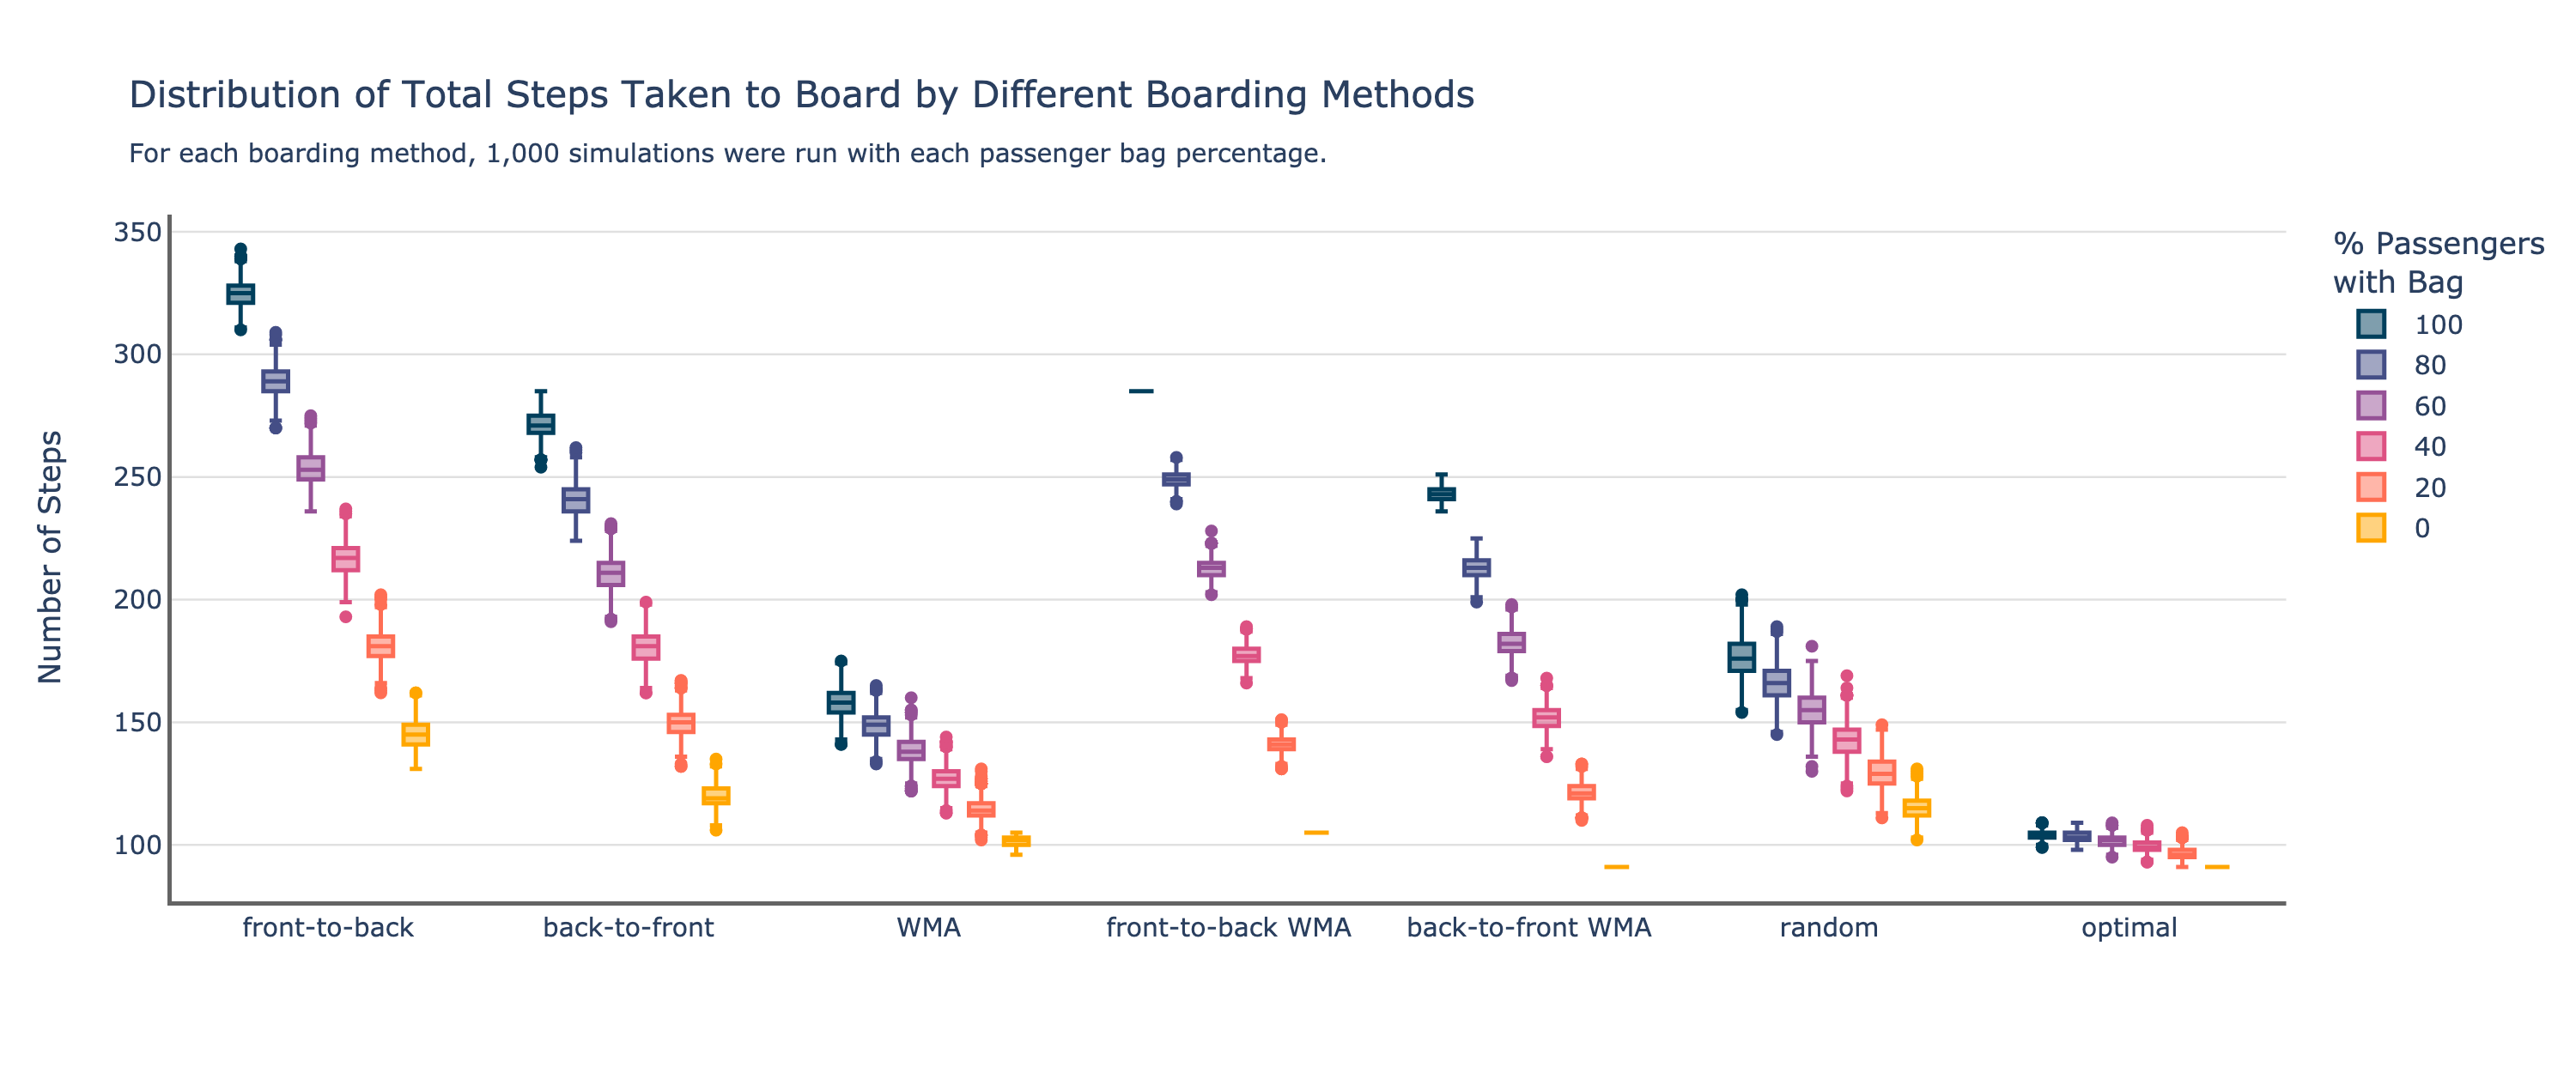 Distribution of Total Steps Taken to Board by Different Boarding Methods
For each boarding method, 1,000 simulations were run with each passenger bag percentage.
Number of Steps
350
300
250
200
150
100
front-to-back
back-to-front
WMA
front-to-back WMA
back-to-front WMA
random
optimal
% Passengers
with Bag
100
80
60
40
20
0